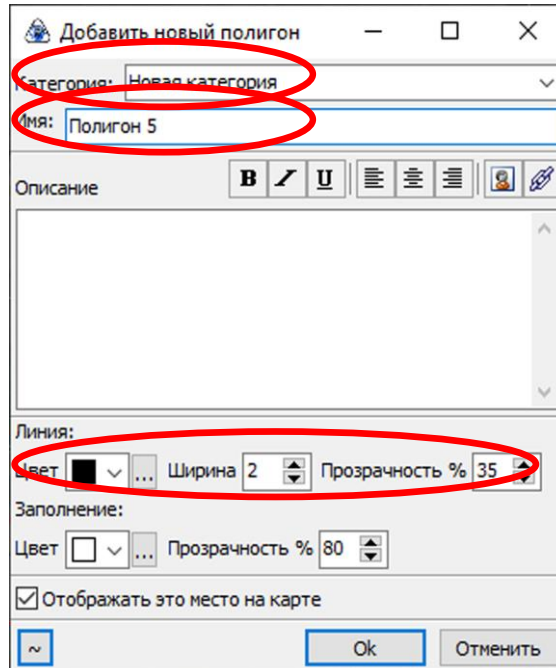 Добавить новый полигон
Категория: Новая категория
Имя: Полигон 5
Описание B I U
Линия:
Цвет ... Ширина 2 Прозрачность % 35
Заполнение:
Цвет ... Прозрачность % 80
Отображать это место на карте
~ Ok Отменить